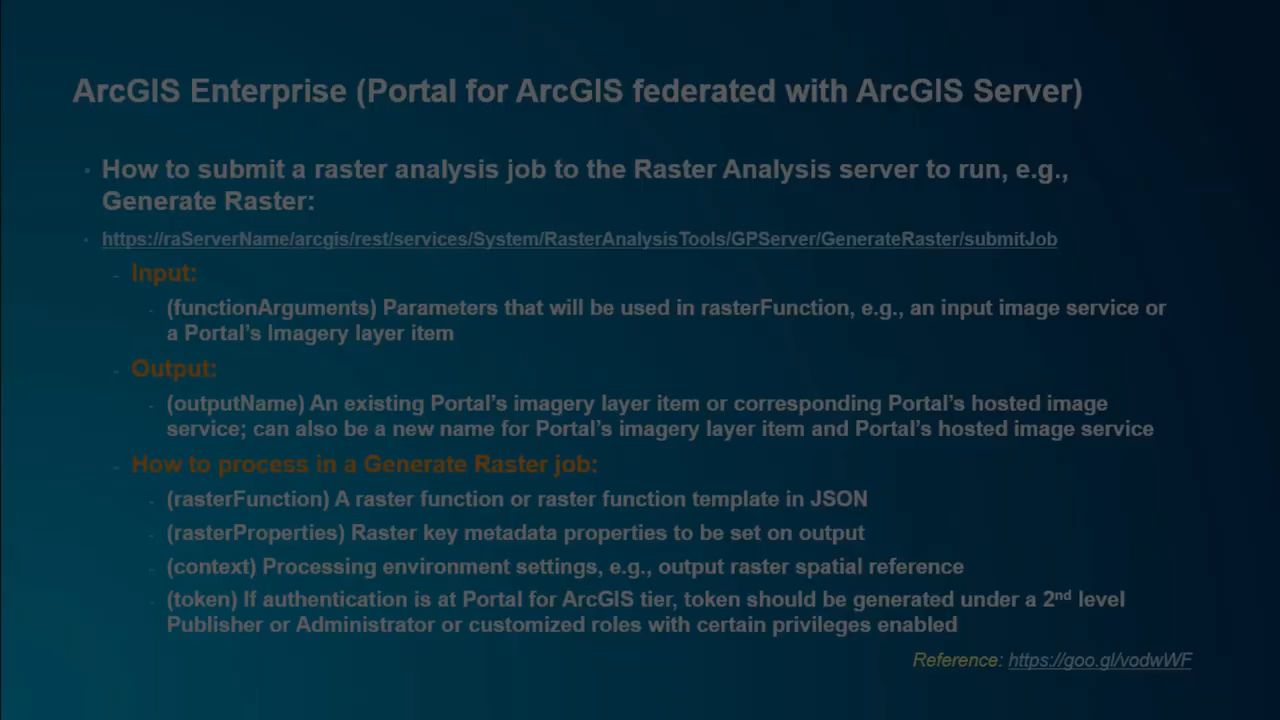 ArcGIS Enterprise (Portal for ArcGIS federated with ArcGIS Server)
· How to submit a raster analysis job to the Raster Analysis server to run, e.g.,
Generate Raster:
· https://raServerName/arcgis/rest/services/System/RasterAnalysisTools/GPServer/GenerateRaster/submitJob
- Input:
- (functionArguments) Parameters that will be used in rasterFunction, e.g., an input image service or
a Portal's Imagery layer item
- Output:
- (outputName) An existing Portal's imagery layer item or corresponding Portal's hosted image
service; can also be a new name for Portal's imagery layer item and Portal's hosted image service
- How to process in a Generate Raster job:
- (rasterFunction) A raster function or raster function template in JSON
- (rasterProperties) Raster key metadata properties to be set on output
- (context) Processing environment settings, e.g., output raster spatial reference
- (token) If authentication is at Portal for ArcGIS tier, token should be generated under a 2nd level
Publisher or Administrator or customized roles with certain privileges enabled
Reference: https://goo.gl/vodwWF